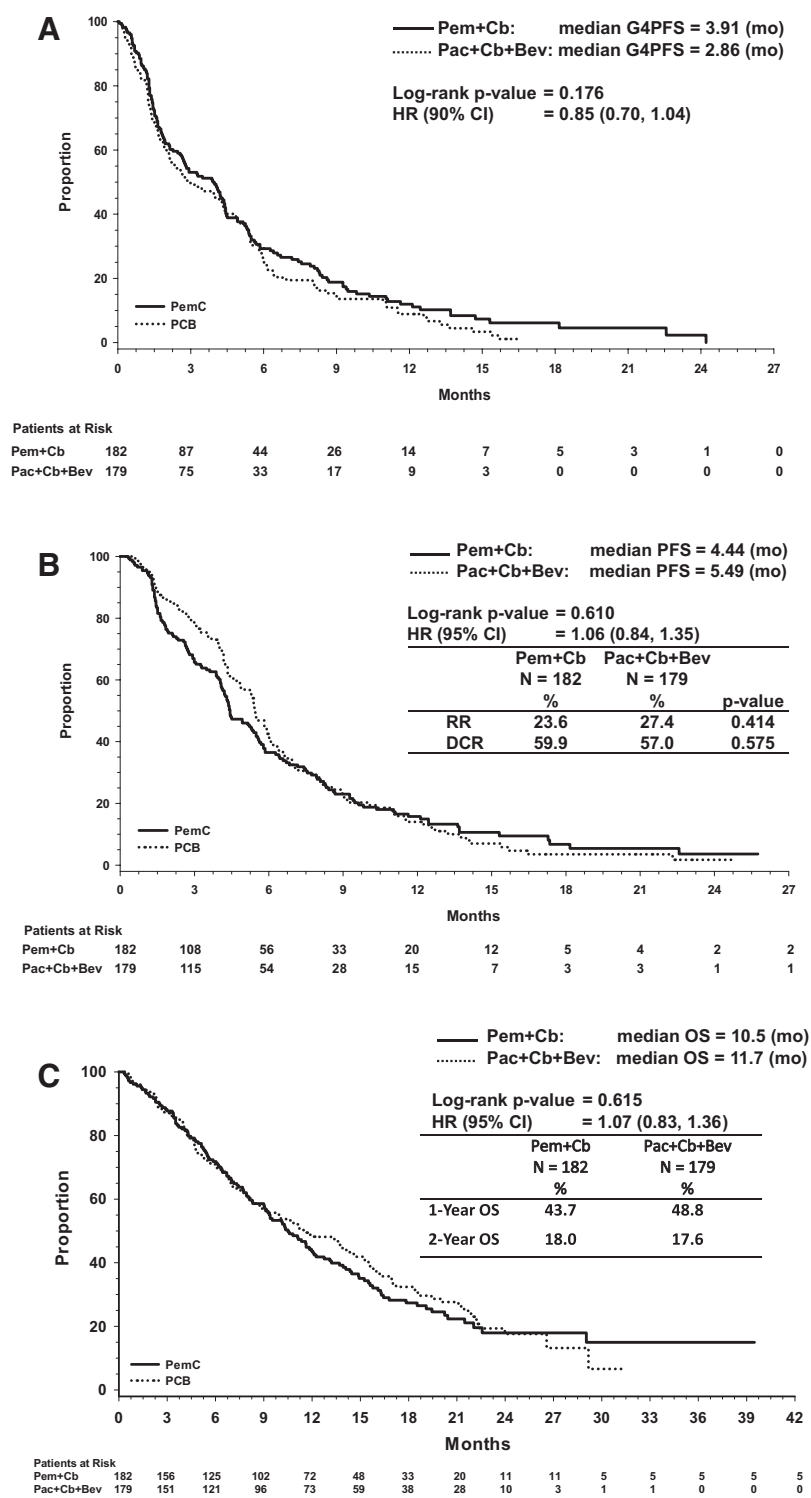 A
Pem+Cb: median G4PFS = 3.91 (mo)
Pac+Cb+Bev: median G4PFS = 2.86 (mo)
Log-rank p-value = 0.176
HR (90% CI) = 0.85 (0.70, 1.04)
100
80
60
40
20
0
Proportion
PemC
PCB
0 3 6 9 12 15 18 21 24 27
Months
Patients at Risk
Pem+Cb 182 87 44 26 14 7 5 3 1 0
Pac+Cb+Bev 179 75 33 17 9 3 0 0 0 0
B
Pem+Cb: median PFS = 4.44 (mo)
Pac+Cb+Bev: median PFS = 5.49 (mo)
Log-rank p-value = 0.610
HR (95% CI) = 1.06 (0.84, 1.35)
Pem+Cb Pac+Cb+Bev
N = 182 N = 179
% % p-value
RR 23.6 27.4 0.414
DCR 59.9 57.0 0.575
100
80
60
40
20
0
Proportion
PemC
PCB
0 3 6 9 12 15 18 21 24 27
Months
Patients at Risk
Pem+Cb 182 108 56 33 20 12 5 4 2 2
Pac+Cb+Bev 179 115 54 28 15 7 3 3 1 1
C
Pem+Cb: median OS = 10.5 (mo)
Pac+Cb+Bev: median OS = 11.7 (mo)
Log-rank p-value = 0.615
HR (95% CI) = 1.07 (0.83, 1.36)
Pem+Cb Pac+Cb+Bev
N = 182 N = 179
% %
1-Year OS 43.7 48.8
2-Year OS 18.0 17.6
100
80
60
40
20
0
Proportion
PemC
PCB
0 3 6 9 12 15 18 21 24 27 30 33 36 39 42
Months
Patients at Risk
Pem+Cb 182 156 125 102 72 48 33 20 11 11 5 5 5 5 5
Pac+Cb+Bev 179 151 121 96 73 59 38 28 10 3 1 1 0 0 0